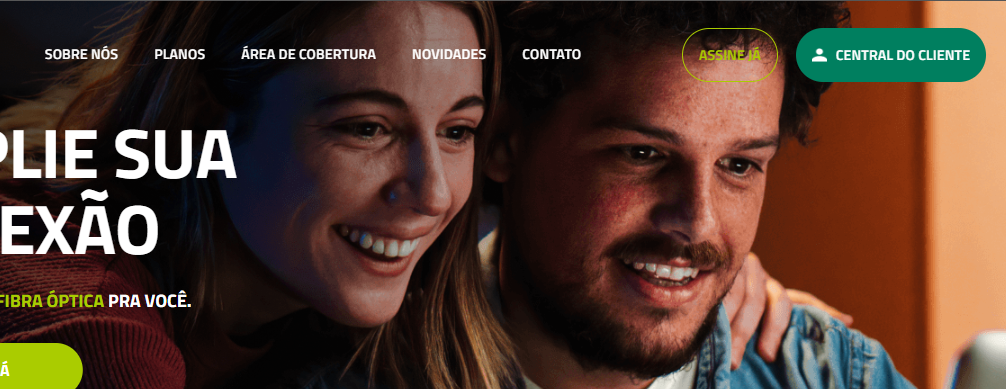 SOBRE NÓS PLANOS ÁREA DE COBERTURA NOVIDADES CONTATO ASSINE JÁ CENTRAL DO CLIENTE
PLIE SUA
EXÃO
FIBRA ÓPTICA PRA VOCÊ.
Á